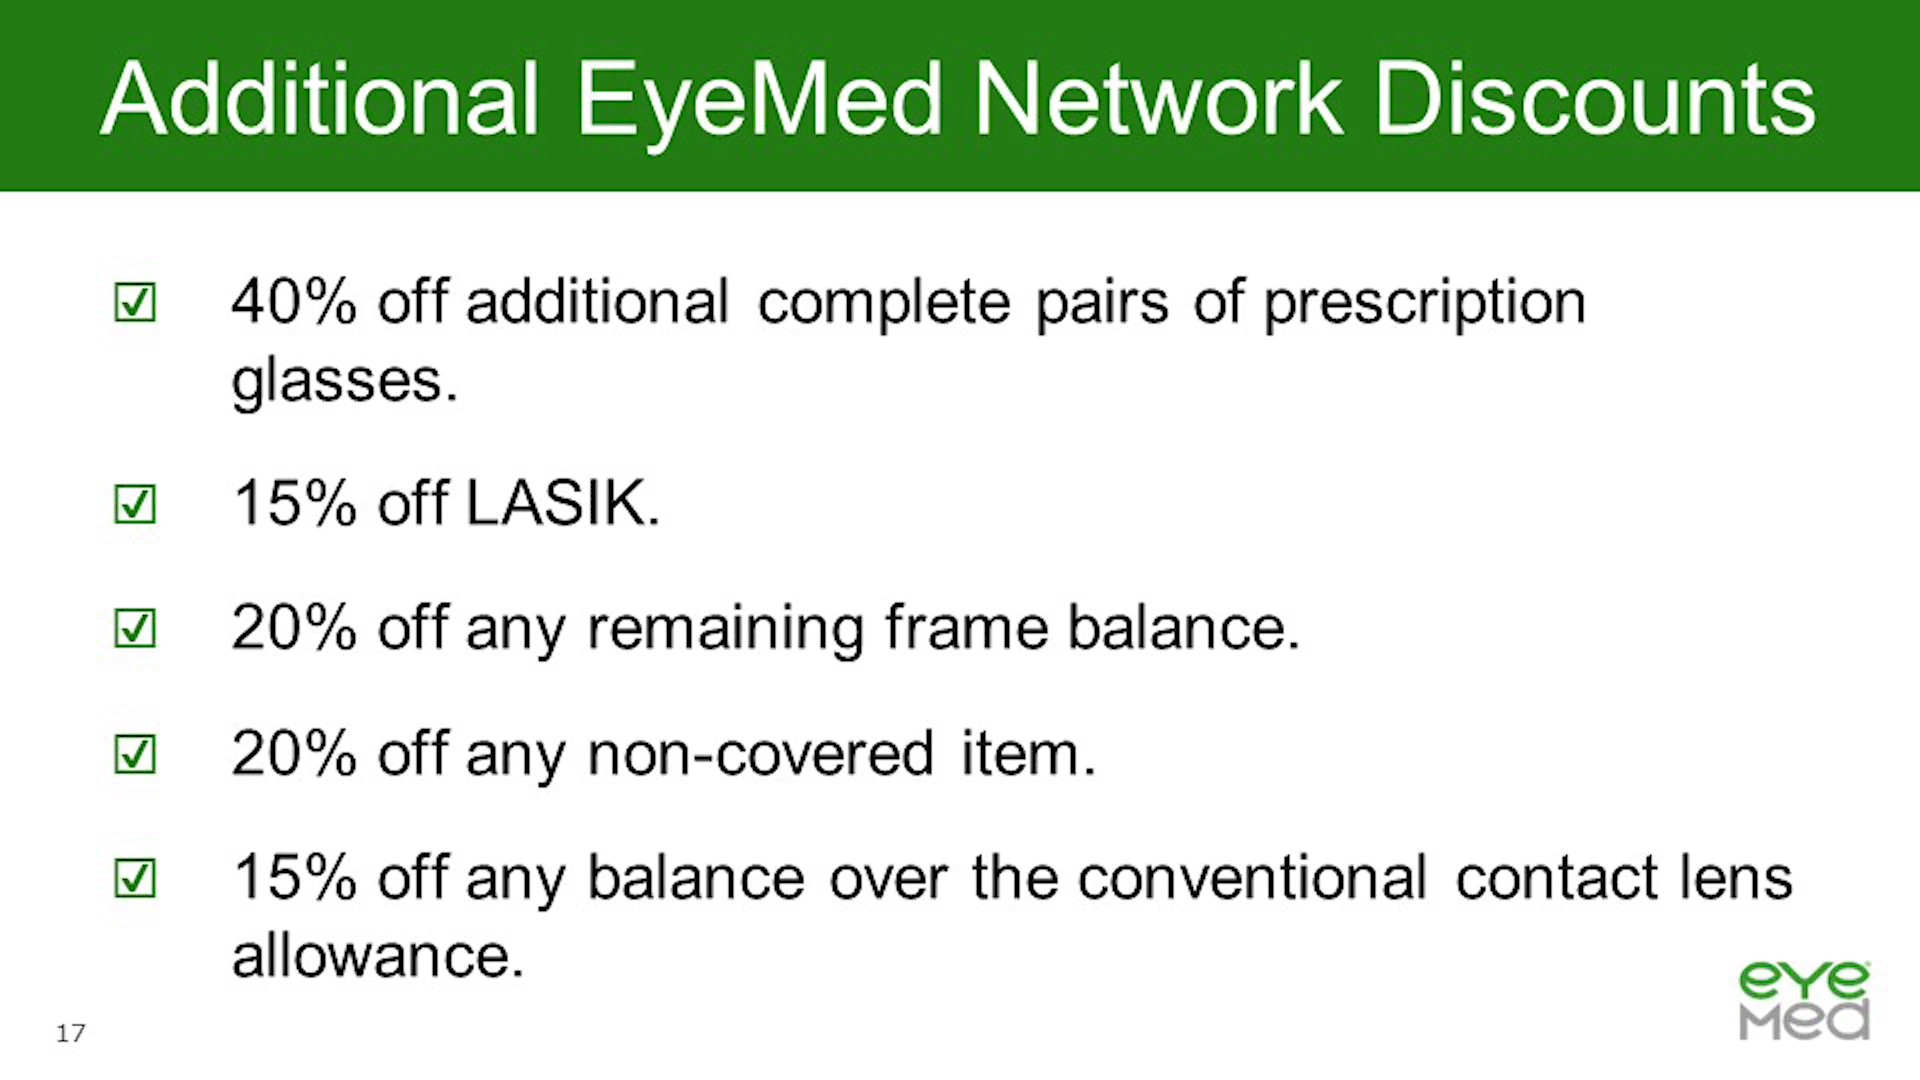 Additional EyeMed Network Discounts
☑ 40% off additional complete pairs of prescription
glasses.
☑ 15% off LASIK.
☑ 20% off any remaining frame balance.
☑ 20% off any non-covered item.
☑ 15% off any balance over the conventional contact lens
allowance.
eye
med
17